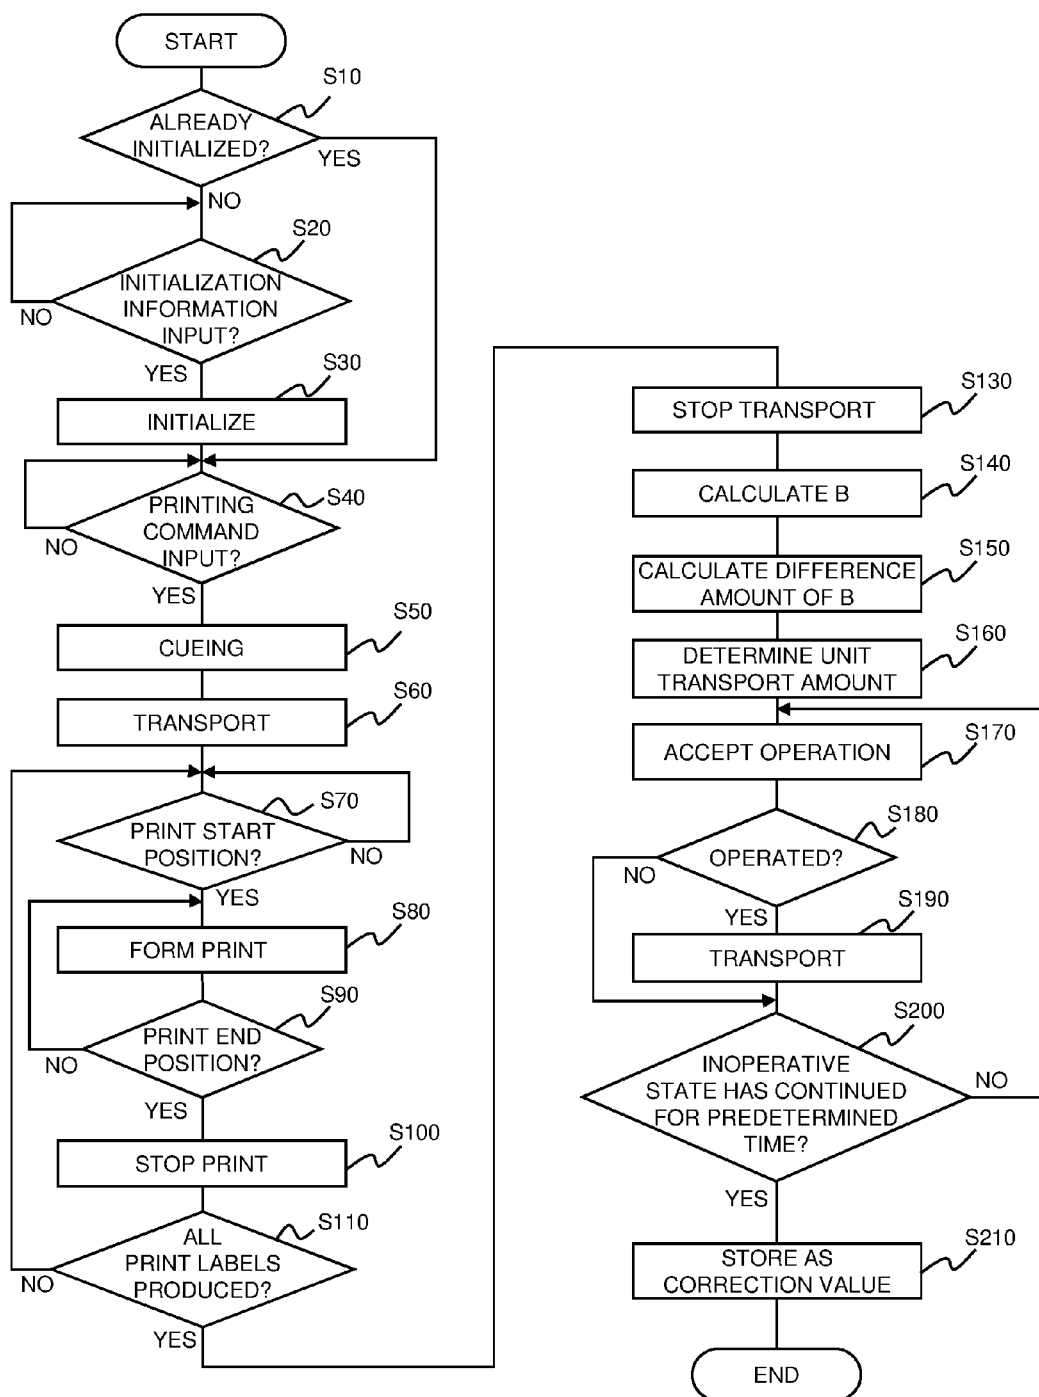 START
S10
ALREADY
INITIALIZED?
YES
NO
S20
INITIALIZATION
INFORMATION
INPUT?
NO
YES
S30
INITIALIZE
S40
PRINTING
COMMAND
INPUT?
NO
YES
S50
CUEING
S60
TRANSPORT
S70
PRINT START
POSITION?
NO
YES
S80
FORM PRINT
S90
PRINT END
POSITION?
NO
YES
S100
STOP PRINT
S110
ALL
PRINT LABELS
PRODUCED?
NO
YES
S130
STOP TRANSPORT
S140
CALCULATE B
S150
CALCULATE DIFFERENCE
AMOUNT OF B
S160
DETERMINE UNIT
TRANSPORT AMOUNT
S170
ACCEPT OPERATION
S180
OPERATED?
NO
YES
S190
TRANSPORT
S200
INOPERATIVE
STATE HAS CONTINUED
FOR PREDETERMINED
TIME?
NO
YES
S210
STORE AS
CORRECTION VALUE
END